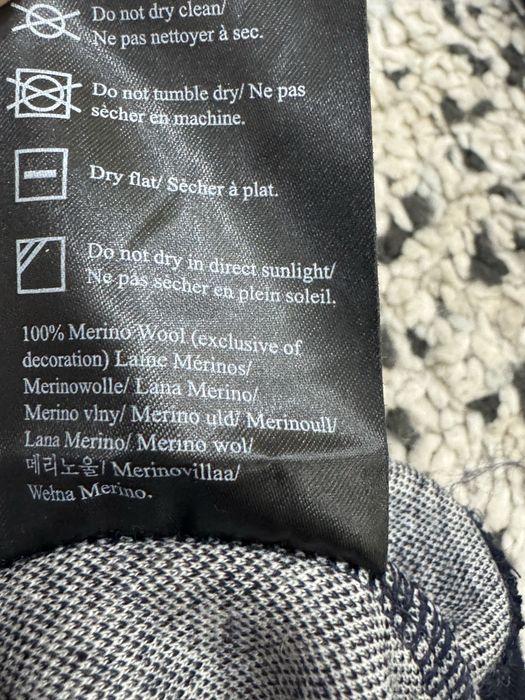 Do not dry clean/
Ne pas nettoyer à sec.
Do not tumble dry/ Ne pas
sècher en machine.
Dry flat/ Sècher à plat.
Do not dry in direct sunlight/
Ne pas sècher en plein soleil.
100% Merino Wool (exclusive of
decoration) Laine Mérinos/
Merinowolle/ Lana Merino/
Merino vlny/ Merino uld/ Merinoull/
Lana Merino/ Merino wol/
메리노울/ Merinovillaa/
Wełna Merino.